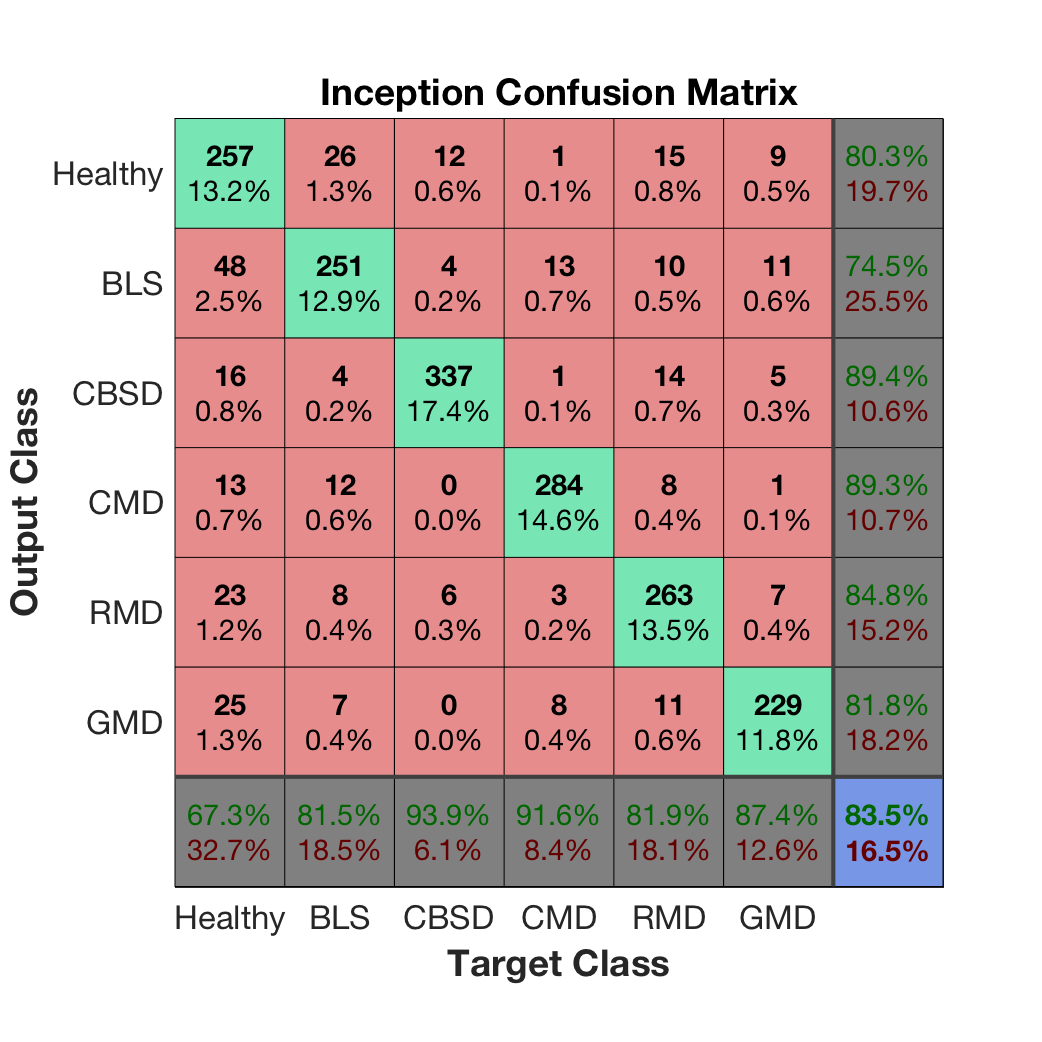 Inception Confusion Matrix
Healthy 257 26 12 1 15 9 80.3%
13.2% 1.3% 0.6% 0.1% 0.8% 0.5% 19.7%
BLS 48 251 4 13 10 11 74.5%
2.5% 12.9% 0.2% 0.7% 0.5% 0.6% 25.5%
CBSD 16 4 337 1 14 5 89.4%
0.8% 0.2% 17.4% 0.1% 0.7% 0.3% 10.6%
CMD 13 12 0 284 8 1 89.3%
0.7% 0.6% 0.0% 14.6% 0.4% 0.1% 10.7%
RMD 23 8 6 3 263 7 84.8%
1.2% 0.4% 0.3% 0.2% 13.5% 0.4% 15.2%
GMD 25 7 0 8 11 229 81.8%
1.3% 0.4% 0.0% 0.4% 0.6% 11.8% 18.2%
67.3% 81.5% 93.9% 91.6% 81.9% 87.4% 83.5%
32.7% 18.5% 6.1% 8.4% 18.1% 12.6% 16.5%
Healthy BLS CBSD CMD RMD GMD
Target Class
Output Class